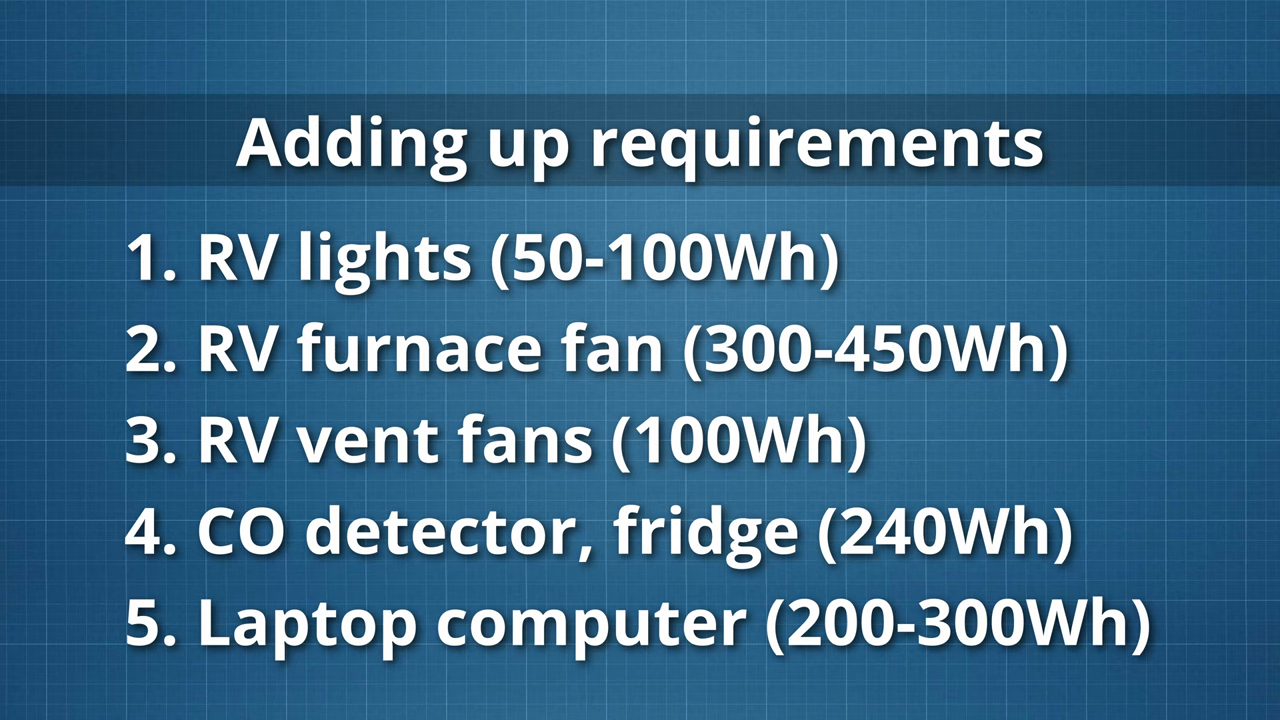 Adding up requirements
1. RV lights (50-100Wh)
2. RV furnace fan (300-450Wh)
3. RV vent fans (100Wh)
4. CO detector, fridge (240Wh)
5. Laptop computer (200-300Wh)